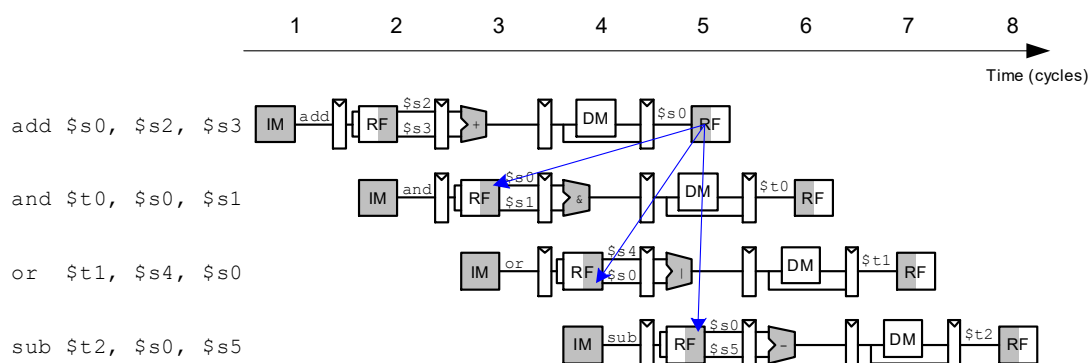 1 2 3 4 5 6 7 8
Time (cycles)
add $s0, $s2, $s3 IM add RF $s2 $s3 + DM $s0 RF
and $t0, $s0, $s1 IM and RF $s0 $s1 & DM $t0 RF
or $t1, $s4, $s0 IM or RF $s4 $s0 | DM $t1 RF
sub $t2, $s0, $s5 IM sub RF $s0 $s5 - DM $t2 RF